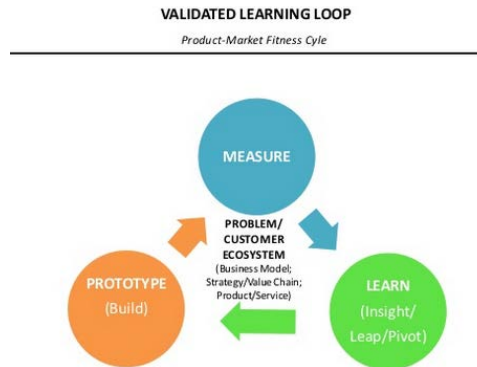 VALIDATED LEARNING LOOP
Product-Market Fitness Cyle
MEASURE
PROBLEM/
CUSTOMER
ECOSYSTEM
(Business Model;
Strategy/Value Chain;
Product/Service)
PROTOTYPE
(Build)
LEARN
(Insight/
Leap/Pivot)